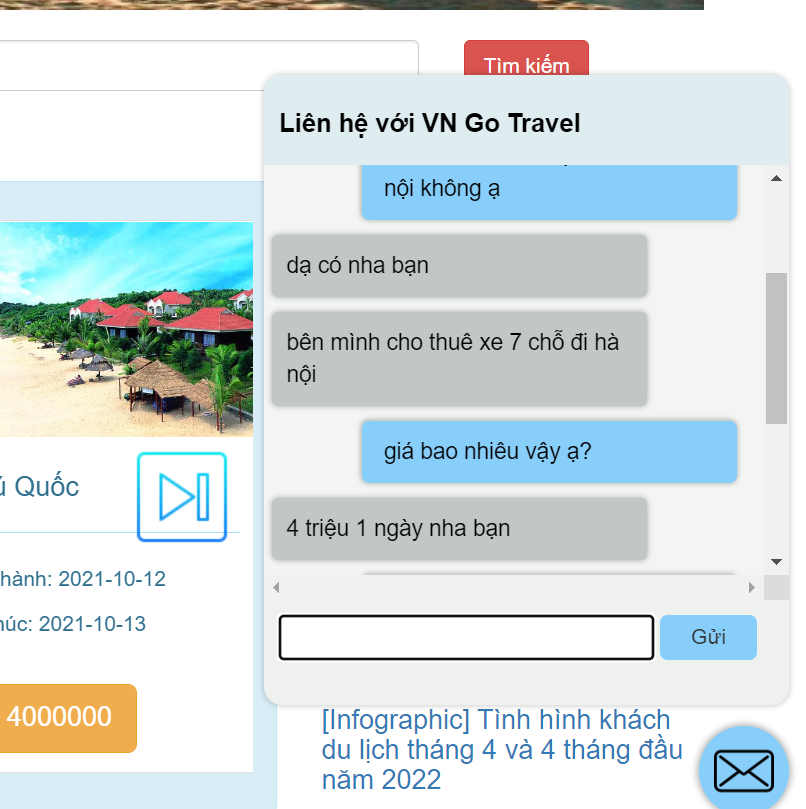 Tìm kiếm
Liên hệ với VN Go Travel
nội không ạ
dạ có nha bạn
bên mình cho thuê xe 7 chỗ đi hà
nội
giá bao nhiêu vậy ạ?
4 triệu 1 ngày nha bạn
Gửi
Quốc
hành: 2021-10-12
2021-10-13
4000000
[Infographic] Tình hình khách
du lịch tháng 4 và 4 tháng đầu
năm 2022